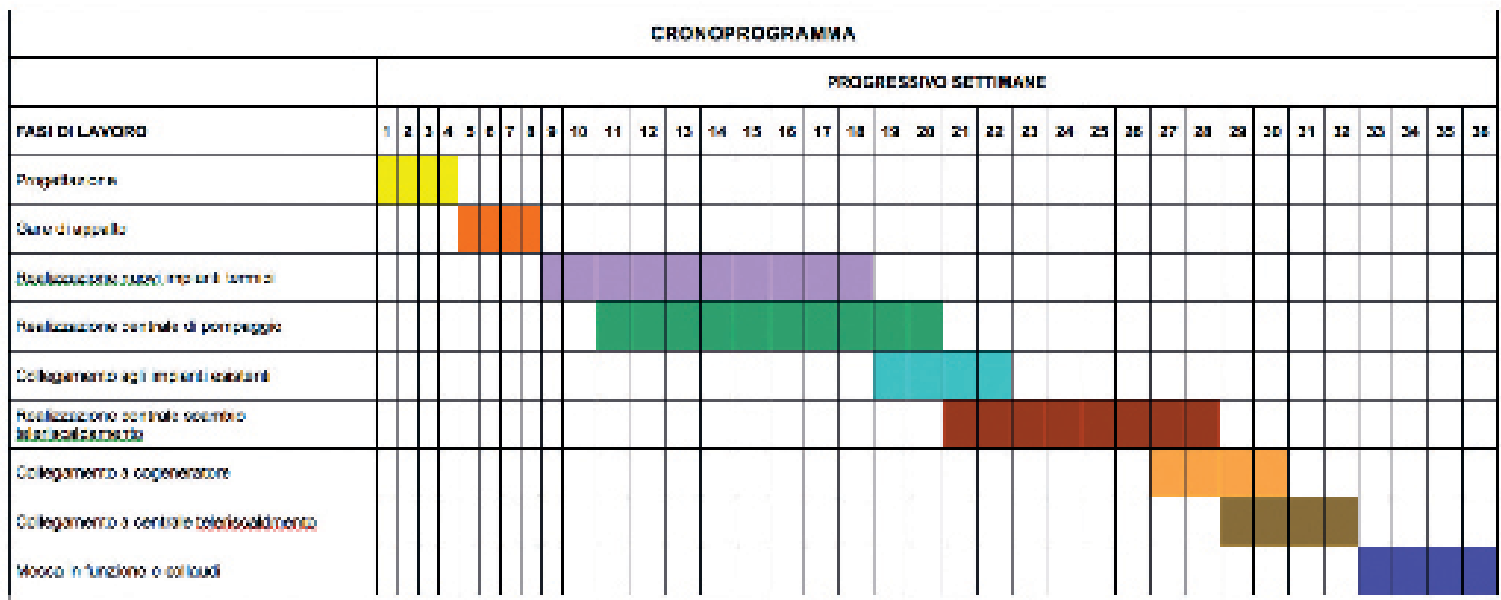 CRONOPROGRAMMA
PROGRESSIVO SETTIMANE
FASI DI LAVORO 1 2 3 4 5 6 7 8 9 10 11 12 13 14 15 16 17 18 19 20 21 22 23 24 25 26 27 28 29 30 31 32 33 34 35 36
Progettazione
Gare di appalto
Realizzazione nuovi impianti termici
Realizzazione centrale di pompaggio
Collegamento agli impianti esistenti
Realizzazione centrale scambio
teleriscaldamento
Collegamento a cogeneratore
Collegamento a centrale teleriscaldmento
Messa in funzione e collaudi